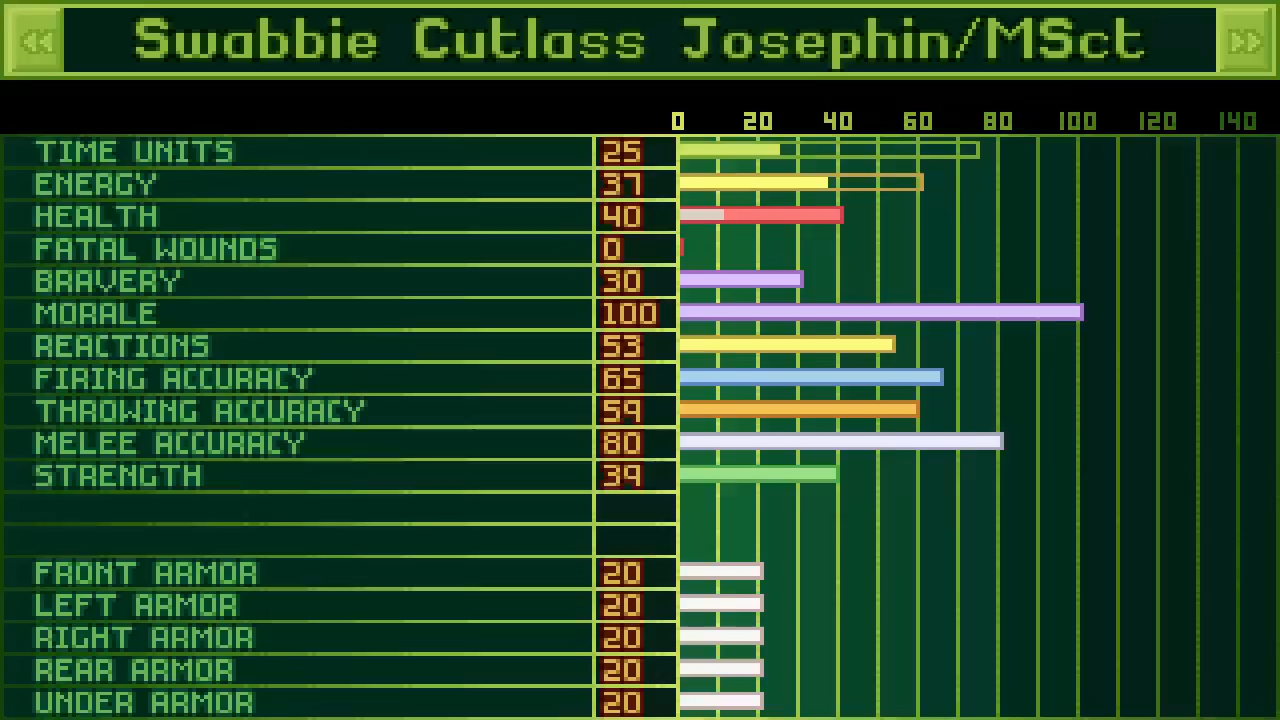 Swabbie Cutlass Josephin/MSct
0 20 40 60 80 100 120 140
TIME UNITS 25
ENERGY 37
HEALTH 40
FATAL WOUNDS 0
BRAVERY 30
MORALE 100
REACTIONS 53
FIRING ACCURACY 65
THROWING ACCURACY 59
MELEE ACCURACY 80
STRENGTH 39
FRONT ARMOR 20
LEFT ARMOR 20
RIGHT ARMOR 20
REAR ARMOR 20
UNDER ARMOR 20